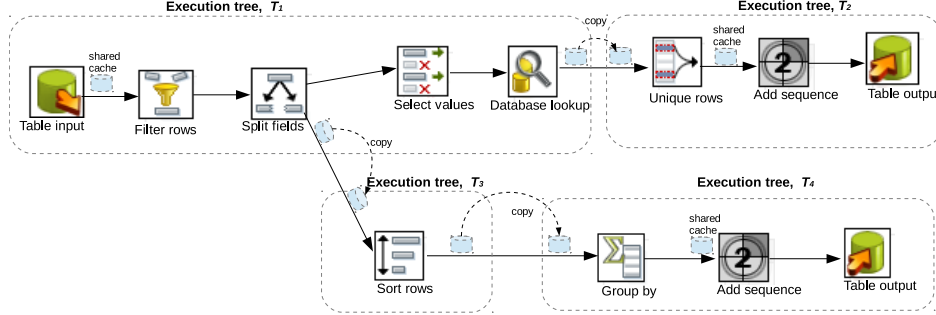 Execution tree, T1
Execution tree, T2
copy
shared
cache
shared
cache
Table input
Filter rows
Split fields
Select values
Database lookup
Unique rows
Add sequence
Table output
copy
Execution tree, T3
Execution tree, T4
copy
shared
cache
2
2
Sort rows
Group by
Add sequence
Table output